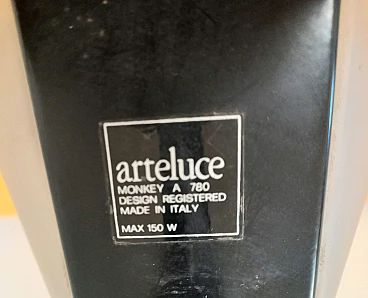 arteluce
MONKEY A 780
DESIGN REGISTERED
MADE IN ITALY
MAX 150 W